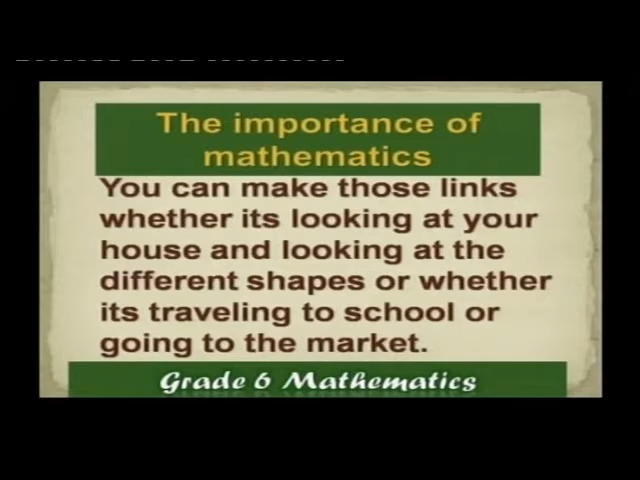 The importance of
mathematics
You can make those links
whether its looking at your
house and looking at the
different shapes or whether
its traveling to school or
going to the market.
Grade 6 Mathematics